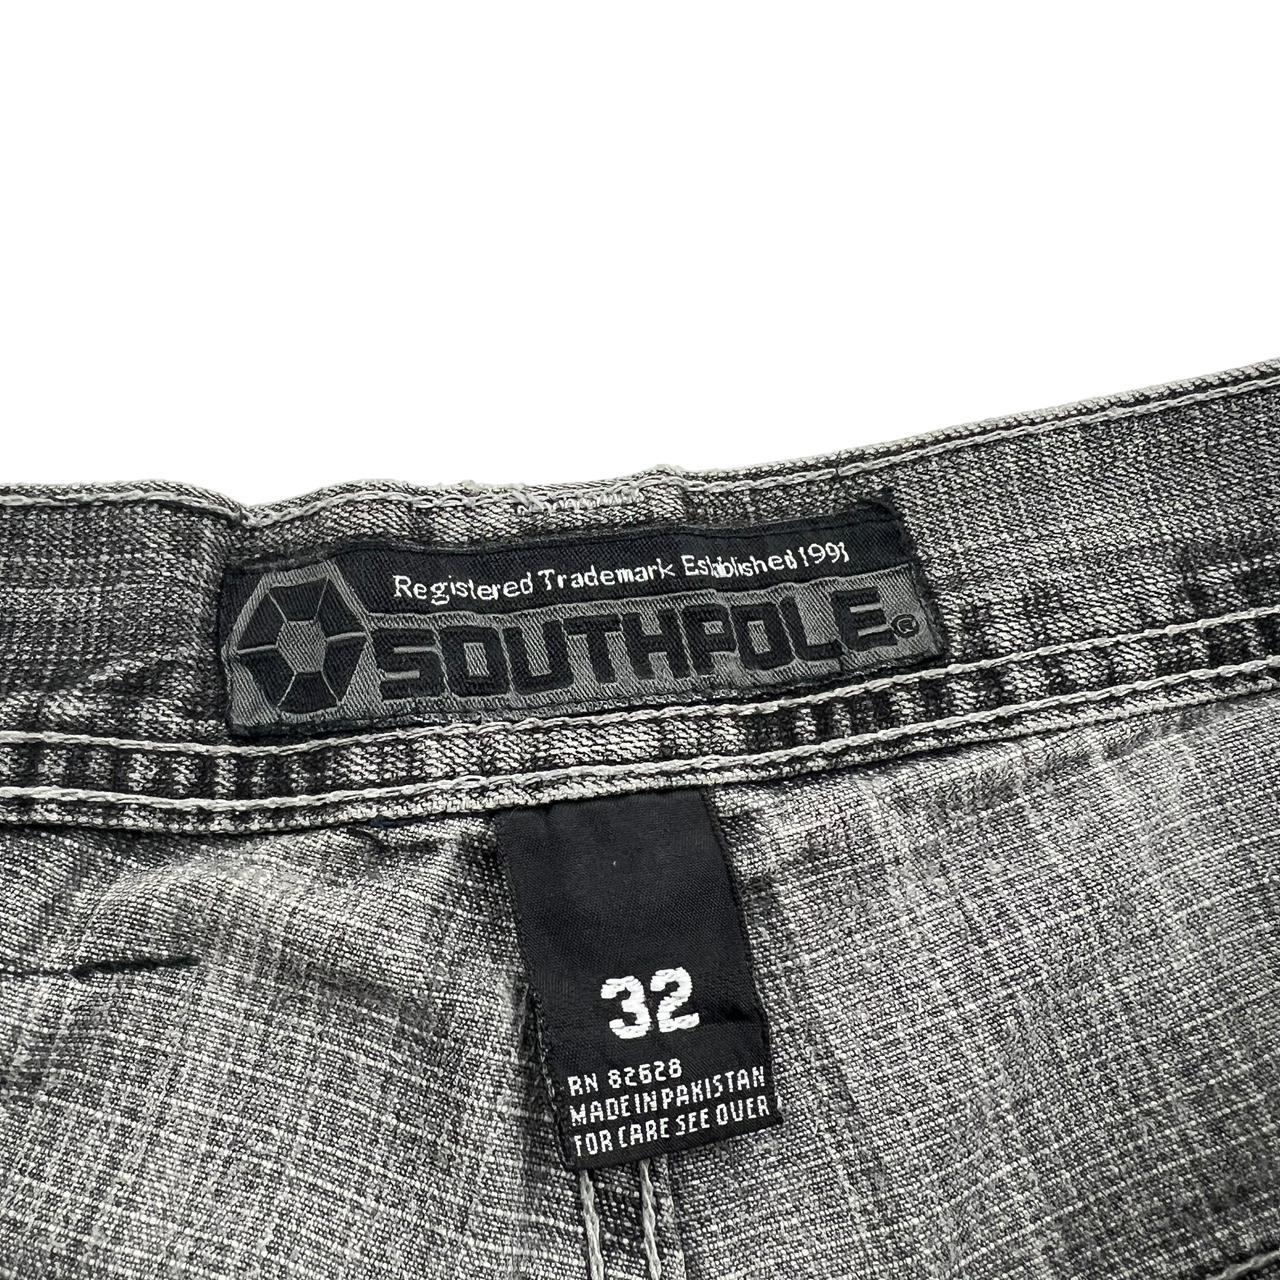 Registered Trademark Established 1991
SOUTHPOLE®
32
RN 82628
MADE IN PAKISTAN
FOR CARE SEE OVER